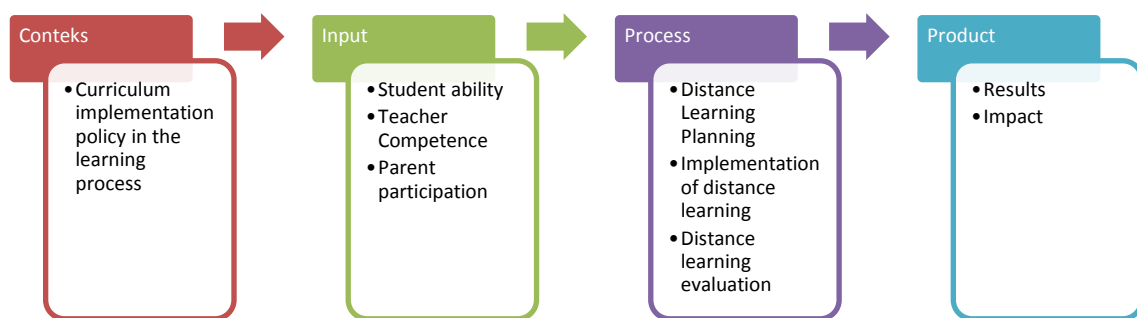 Conteks
• Curriculum
implementation
policy in the
learning
process
Input
• Student ability
• Teacher
Competence
• Parent
participation
Process
• Distance
Learning
Planning
• Implementation
of distance
learning
• Distance
learning
evaluation
Product
• Results
• Impact